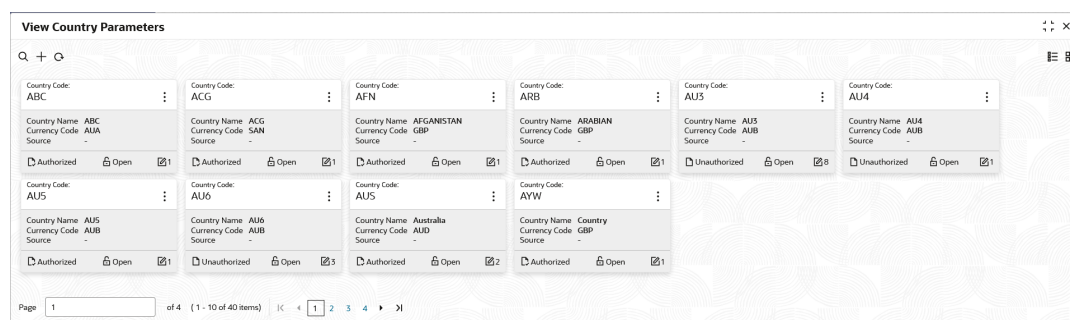 View Country Parameters
Country Code:
ABC
Country Name ABC
Currency Code AUA
Source -
Authorized Open 1
Country Code:
ACG
Country Name ACG
Currency Code SAN
Source -
Authorized Open 1
Country Code:
AFN
Country Name AFGANISTAN
Currency Code GBP
Source -
Authorized Open 1
Country Code:
ARB
Country Name ARABIAN
Currency Code GBP
Source -
Authorized Open 1
Country Code:
AU3
Country Name AU3
Currency Code AUB
Source -
Unauthorized Open 8
Country Code:
AU4
Country Name AU4
Currency Code AUB
Source -
Unauthorized Open 1
Country Code:
AU5
Country Name AU5
Currency Code AUB
Source -
Authorized Open 1
Country Code:
AU6
Country Name AU6
Currency Code AUB
Source -
Unauthorized Open 3
Country Code:
AUS
Country Name Australia
Currency Code AUD
Source -
Authorized Open 2
Country Code:
AYW
Country Name Country
Currency Code GBP
Source -
Authorized Open 1
Page 1 of 4 (1 - 10 of 40 items) 1 2 3 4